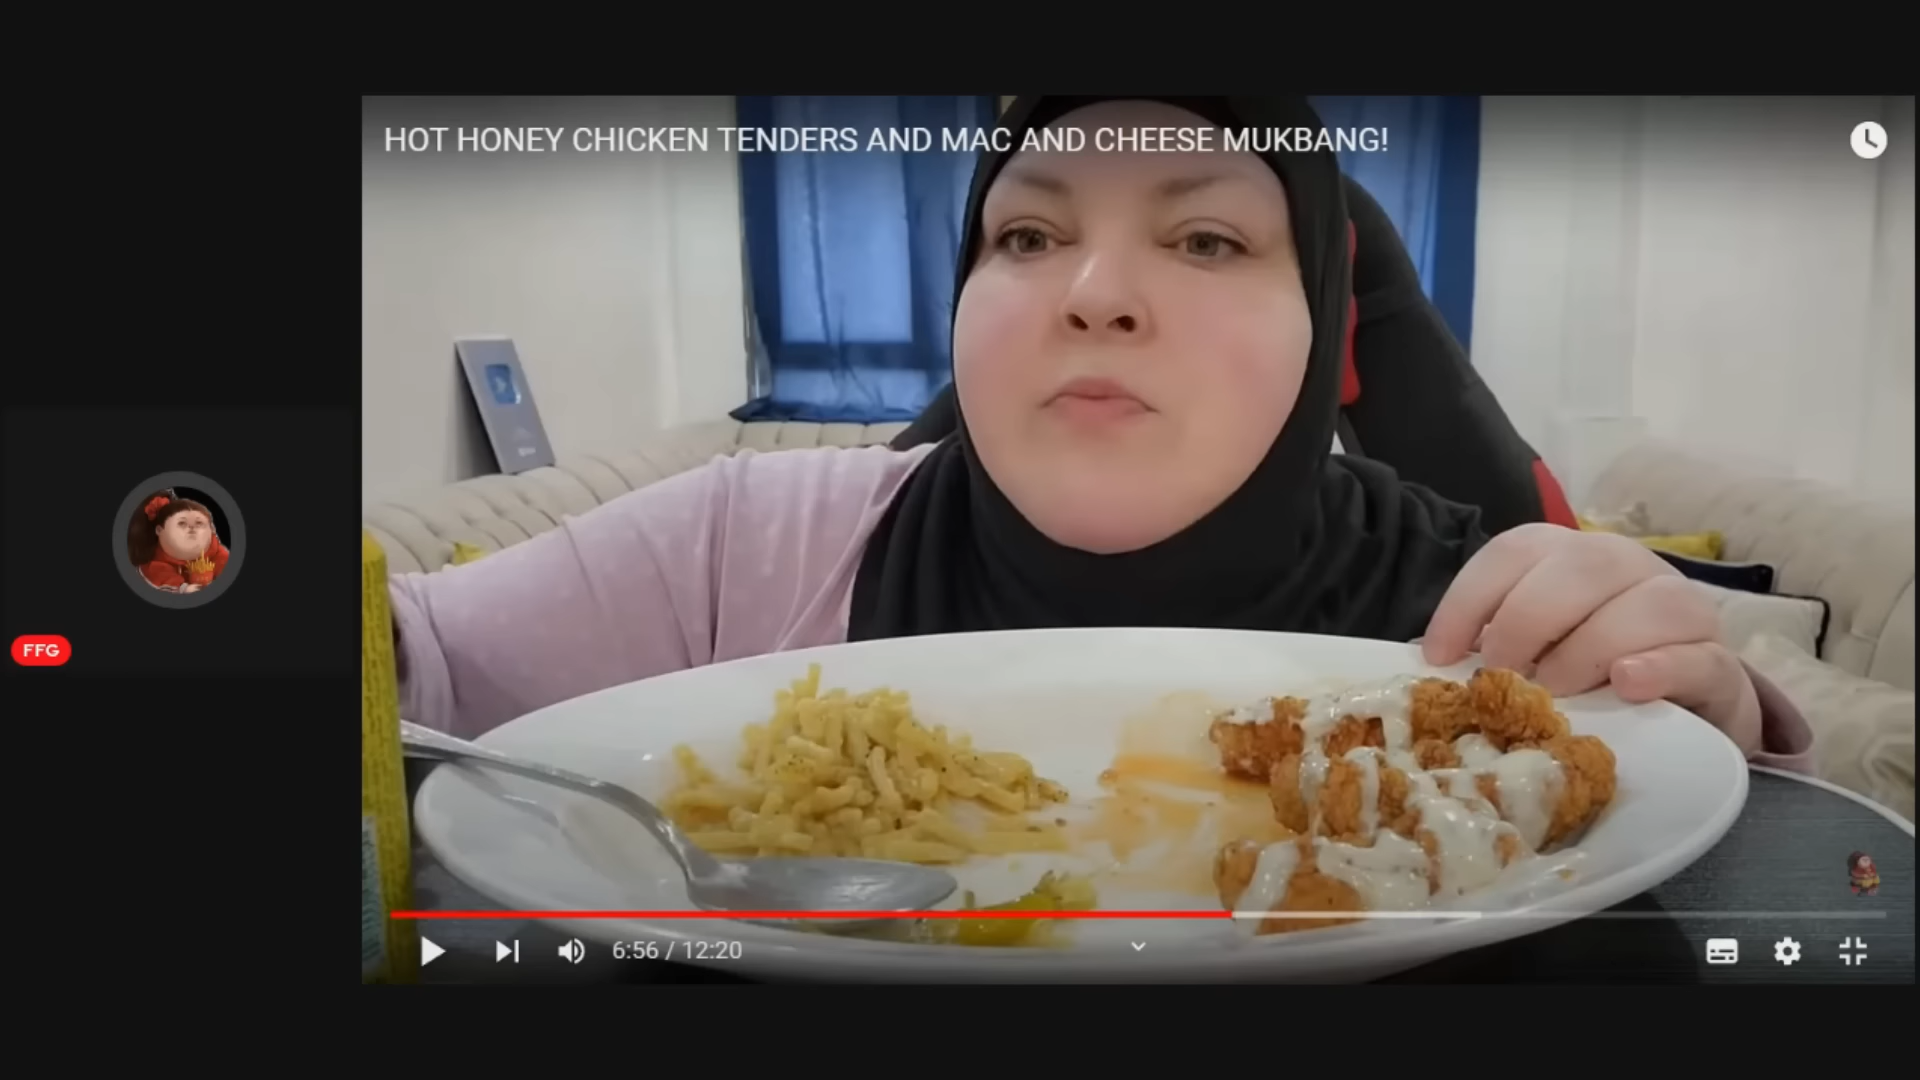 HOT HONEY CHICKEN TENDERS AND MAC AND CHEESE MUKBANG!
FFG
6:56 / 12:20